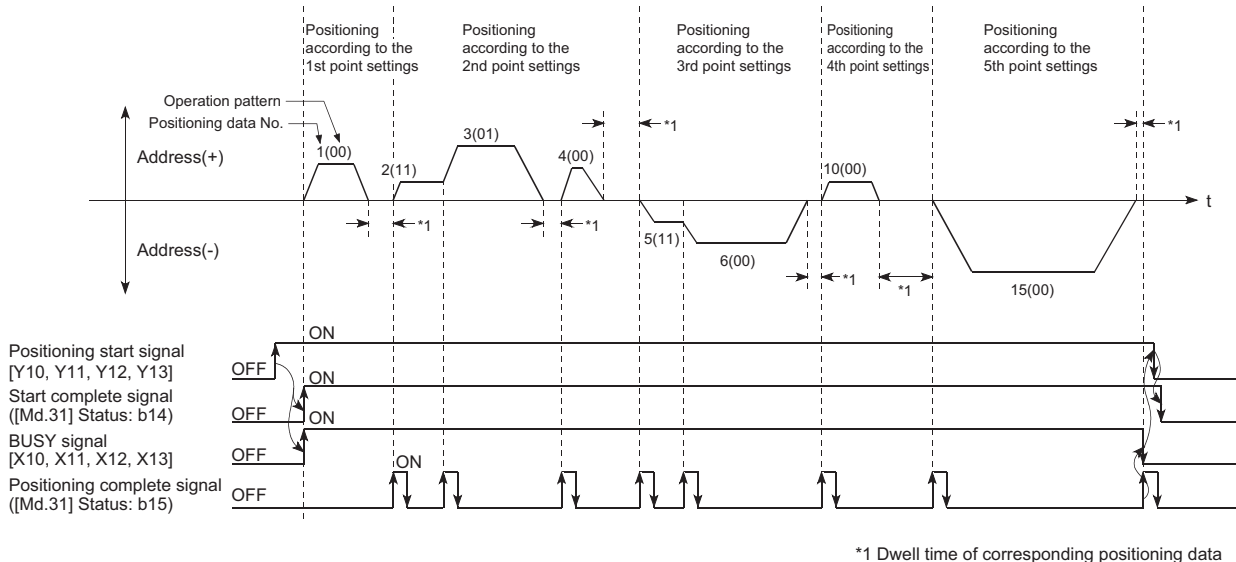 Positioning
according to the
1st point settings
Positioning
according to the
2nd point settings
Positioning
according to the
3rd point settings
Positioning
according to the
4th point settings
Positioning
according to the
5th point settings
Operation pattern
Positioning data No.
*1
*1
Address(+)
1(00)
2(11)
3(01)
4(00)
10(00)
t
*1
*1
Address(-)
5(11)
6(00)
*1
*1
15(00)
ON
Positioning start signal
[Y10, Y11, Y12, Y13]
OFF
ON
Start complete signal
([Md.31] Status: b14)
OFF
ON
BUSY signal
[X10, X11, X12, X13]
OFF
ON
Positioning complete signal
([Md.31] Status: b15)
OFF
*1 Dwell time of corresponding positioning data